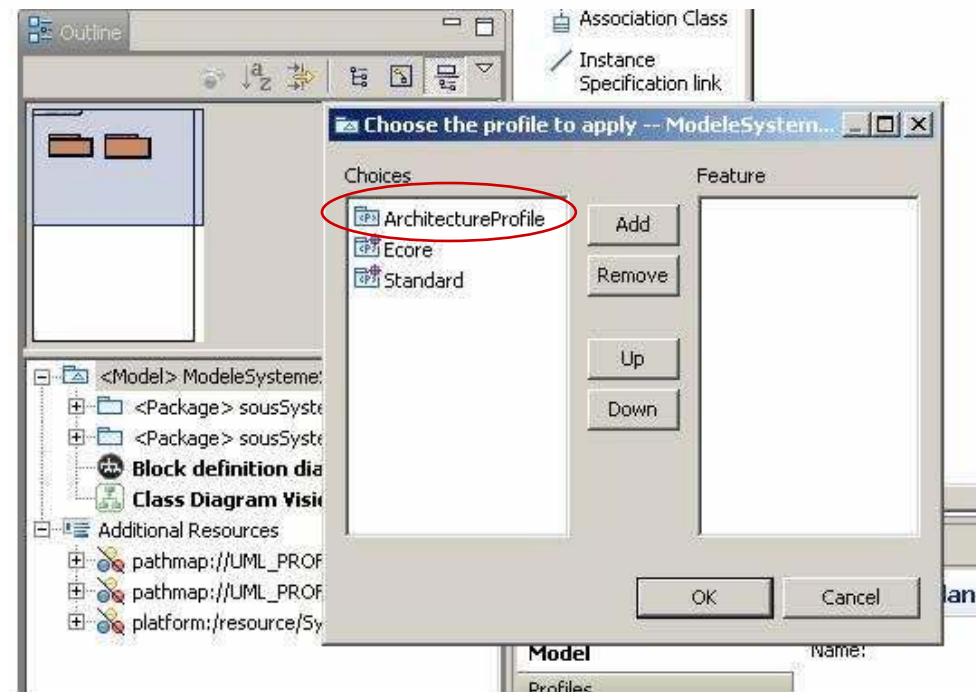 Outline
Association Class
Instance
Specification link
a
z
Choose the profile to apply -- ModeleSystem...
Choices
Feature
ArchitectureProfile
Ecore
Standard
Add
Remove
Up
Down
OK
Cancel
<Model> ModeleSysteme
<Package> sousSyste
<Package> sousSyste
Block definition dia
Class Diagram Visi
Additional Resources
pathmap://UML_PROF
pathmap://UML_PROF
platform:/resource/Sy
lan
Model
Name:
Profiles